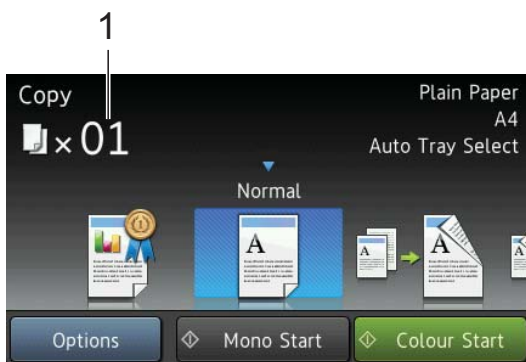 1
Copy
×01
Plain Paper
A4
Auto Tray Select
Normal
A
A
A
Options
Mono Start
Colour Start